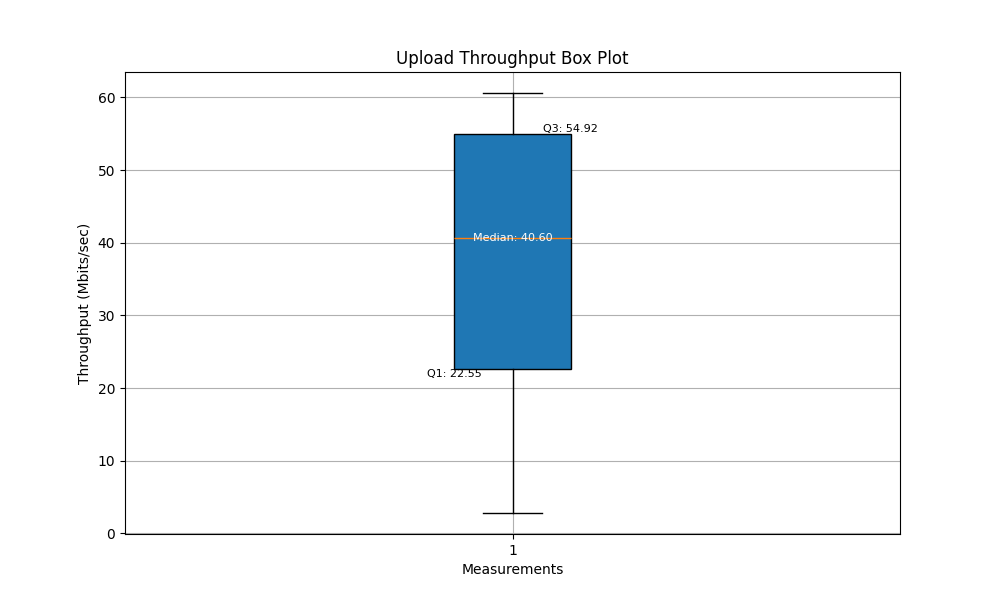 Upload Throughput Box Plot
60
50
40
30
20
10
0
Throughput (Mbits/sec)
Q3: 54.92
Median: 40.60
Q1: 22.55
1
Measurements